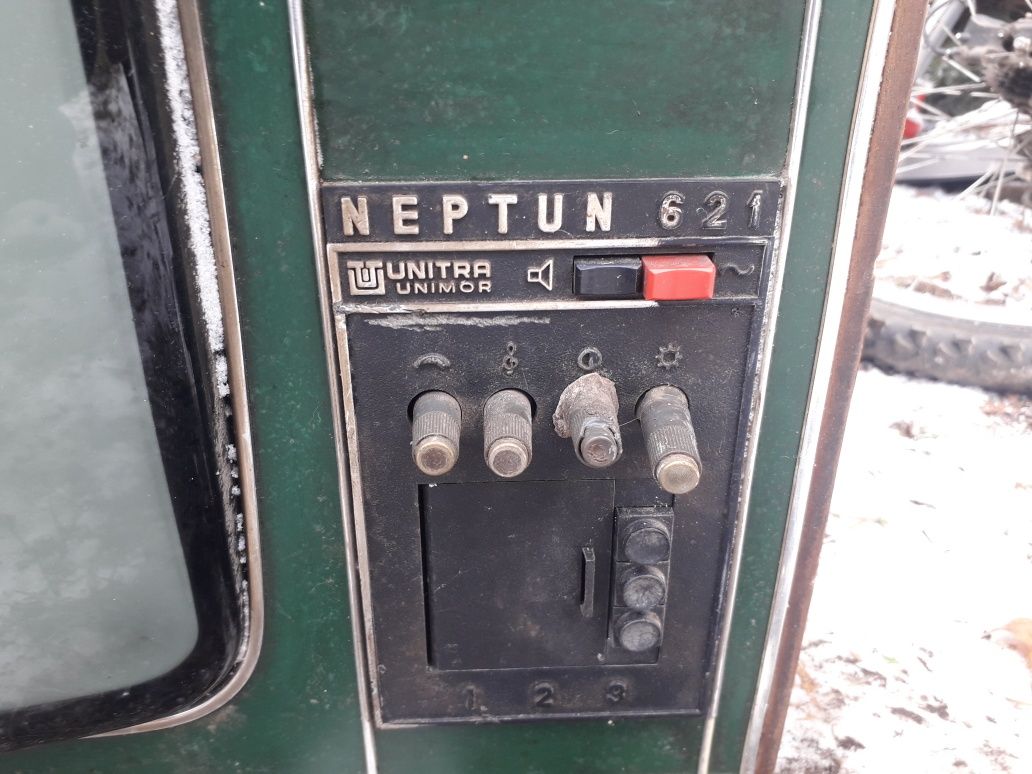 NEPTUN 621
UNITRA
UNIMOR
1 2 3